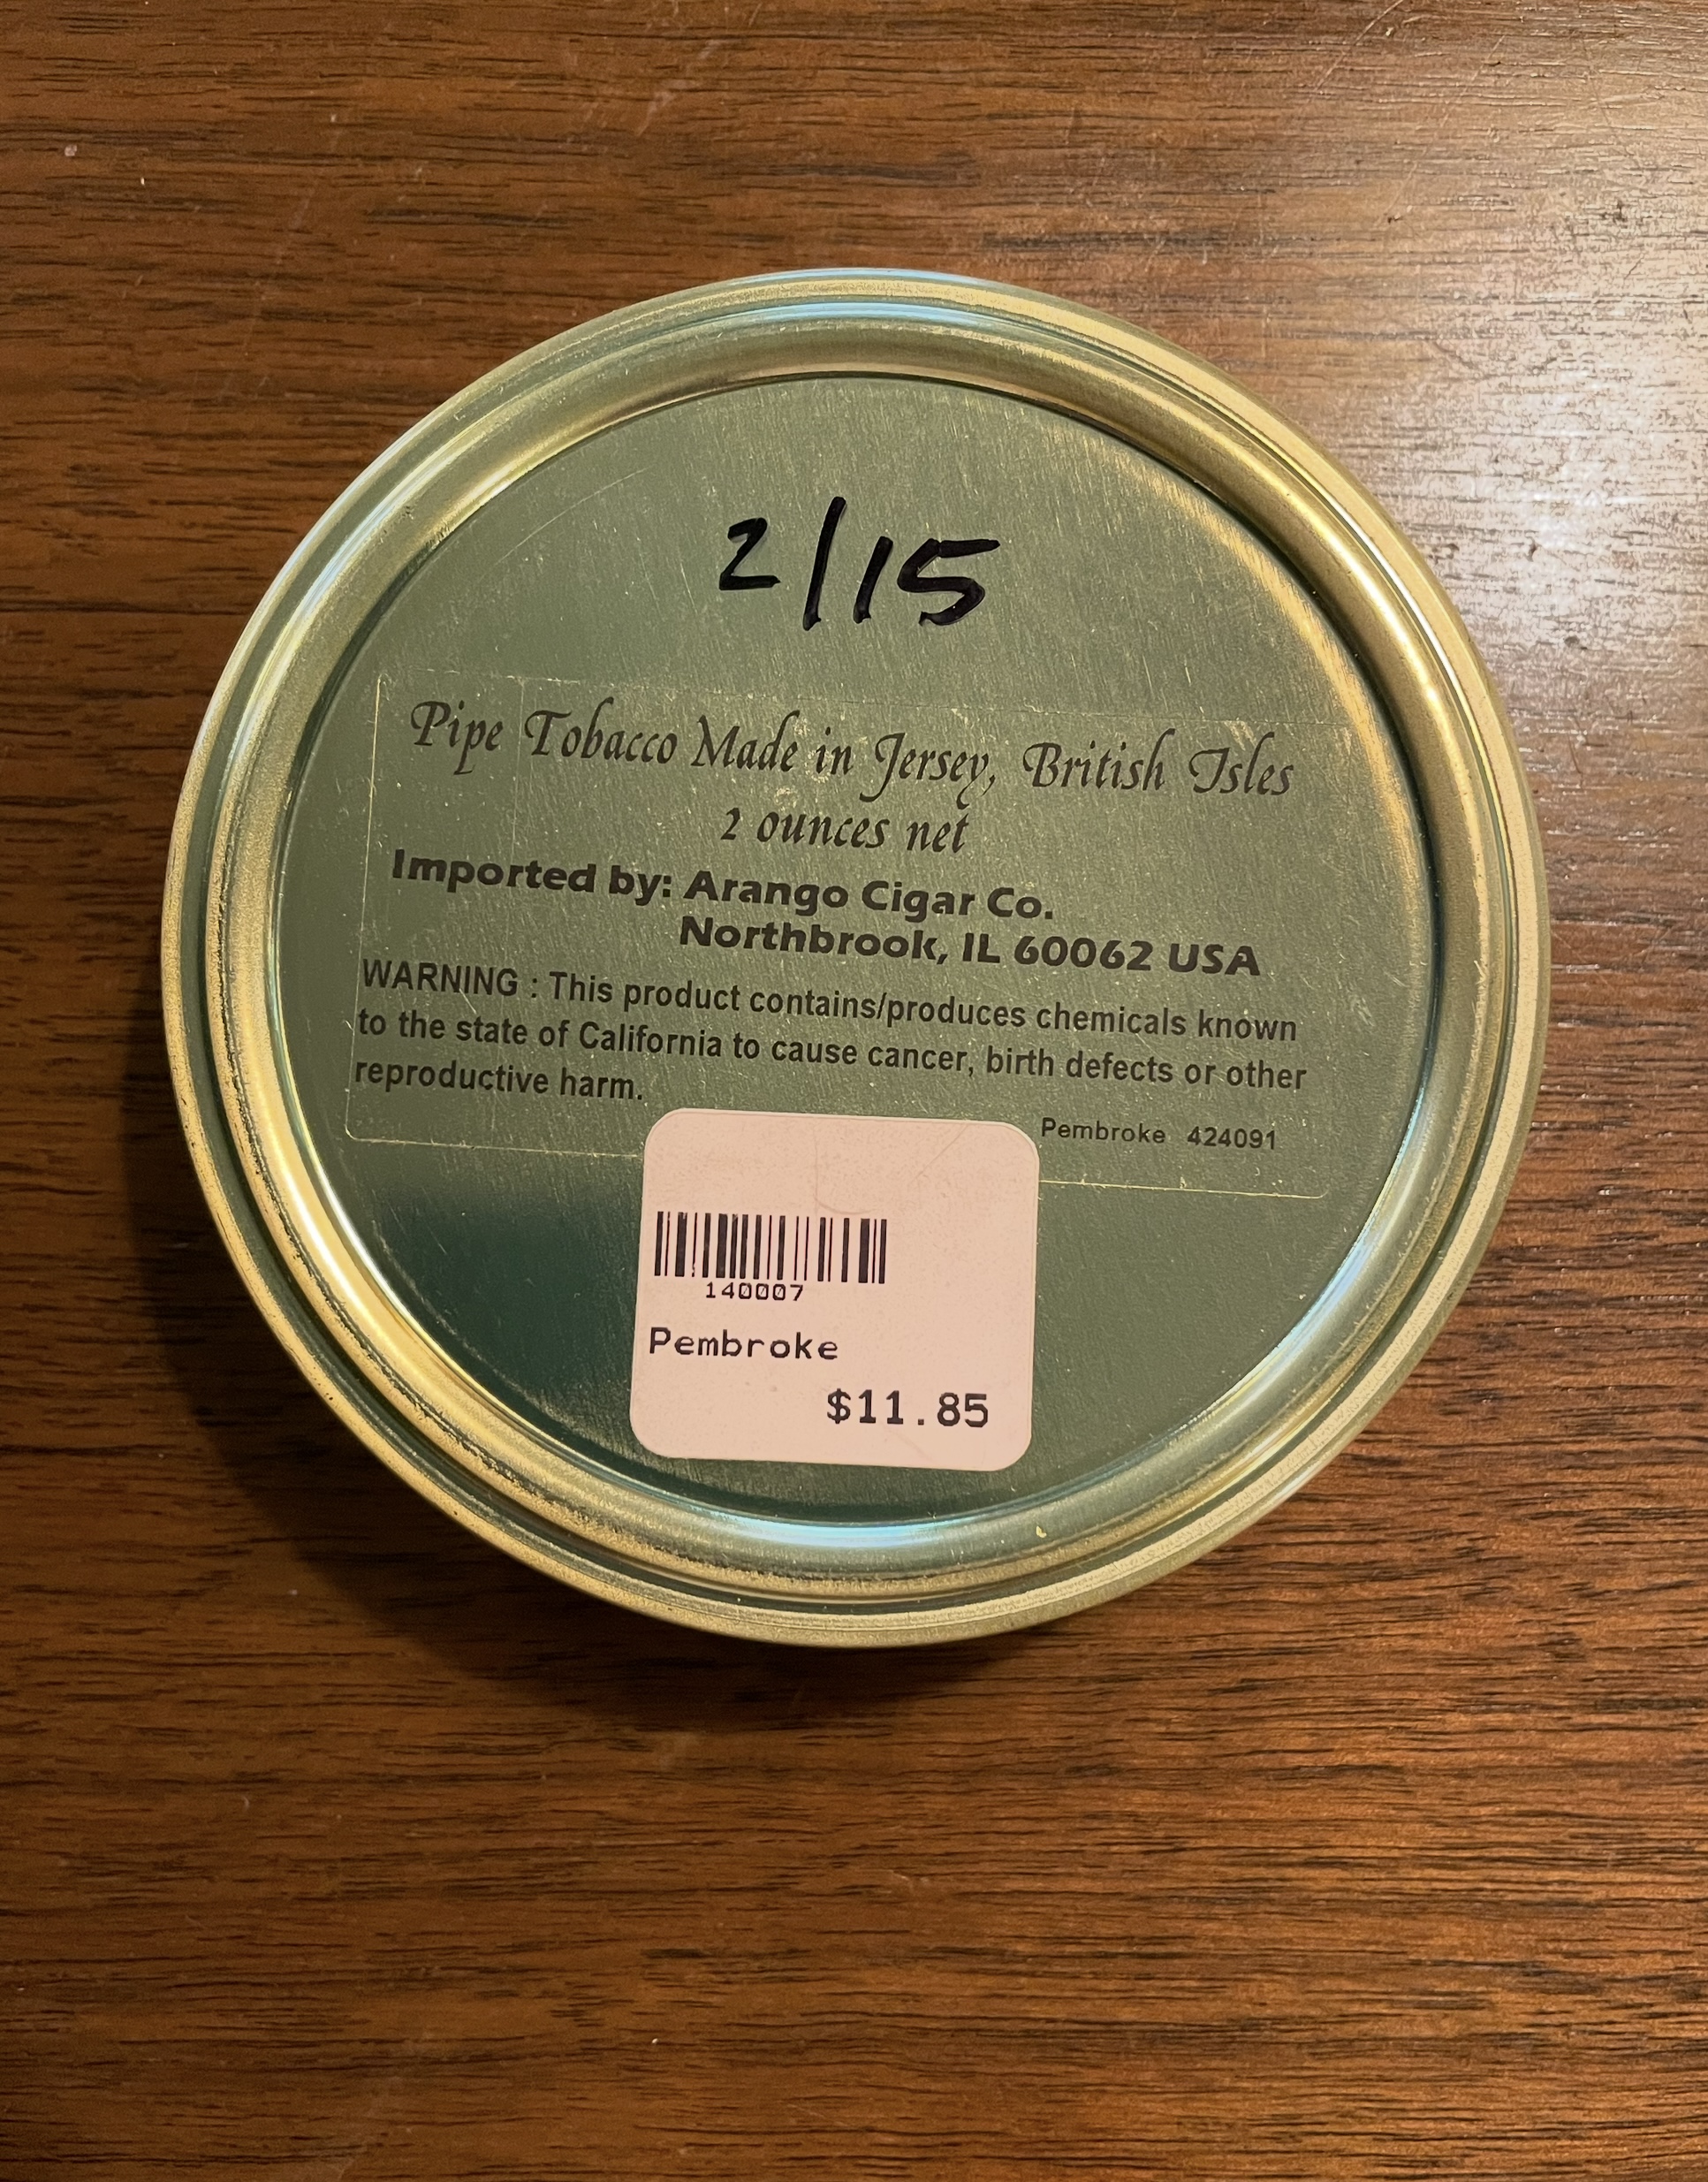 2/15
Pipe Tobacco Made in Jersey, British Isles
2 ounces net
Imported by: Arango Cigar Co.
Northbrook, IL 60062 USA
WARNING : This product contains/produces chemicals known
to the state of California to cause cancer, birth defects or other
reproductive harm.
Pembroke 424091
140007
Pembroke
$11.85